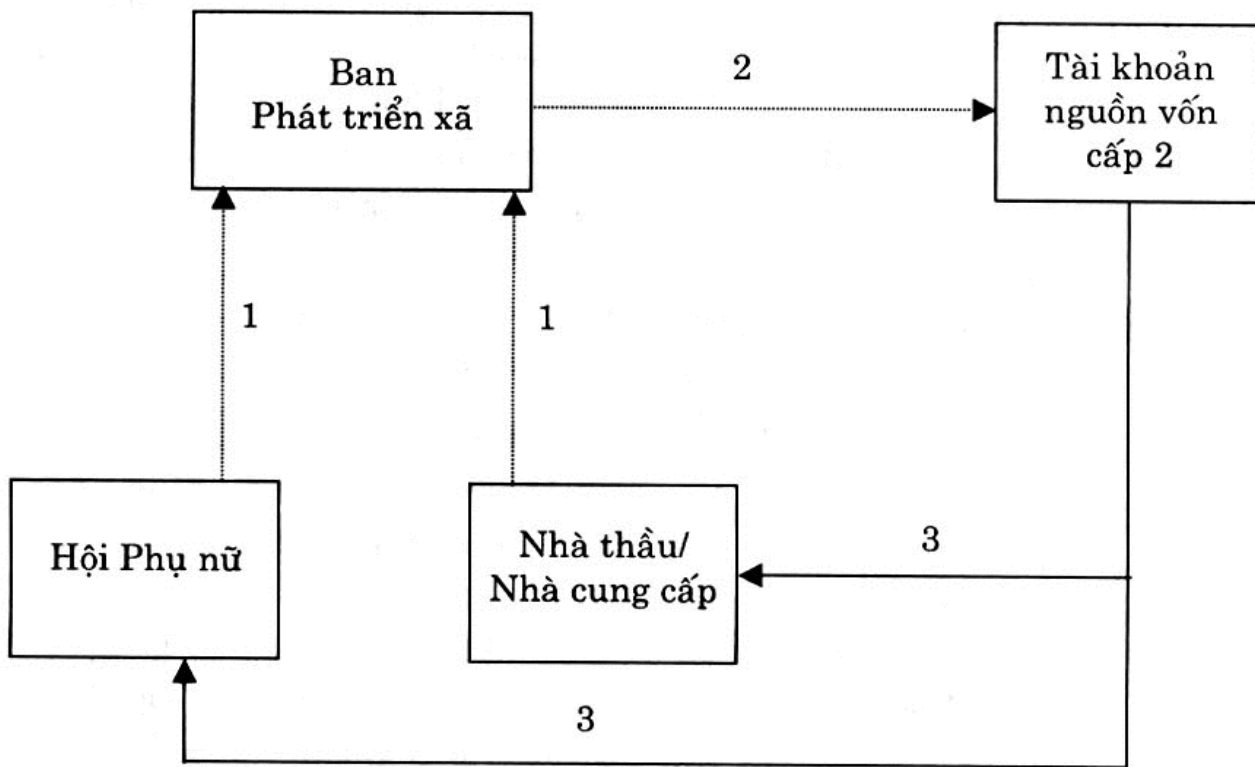 Ban
Phát triển xã
2
Tài khoản
nguồn vốn
cấp 2
1
1
Hội Phụ nữ
Nhà thầu/
Nhà cung cấp
3
3